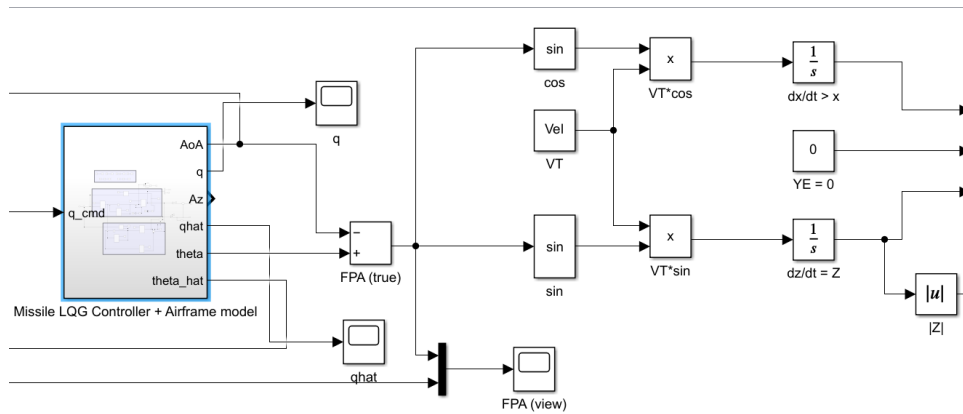 sin
cos
x
VT*cos
1
s
dx/dt > x
q
Vel
VT
0
YE = 0
AoA
q
Az
q_cmd
qhat
theta
theta_hat
Missile LQG Controller + Airframe model
−
+
FPA (true)
sin
sin
x
VT*sin
1
s
dz/dt = Z
|u|
|Z|
qhat
FPA (view)